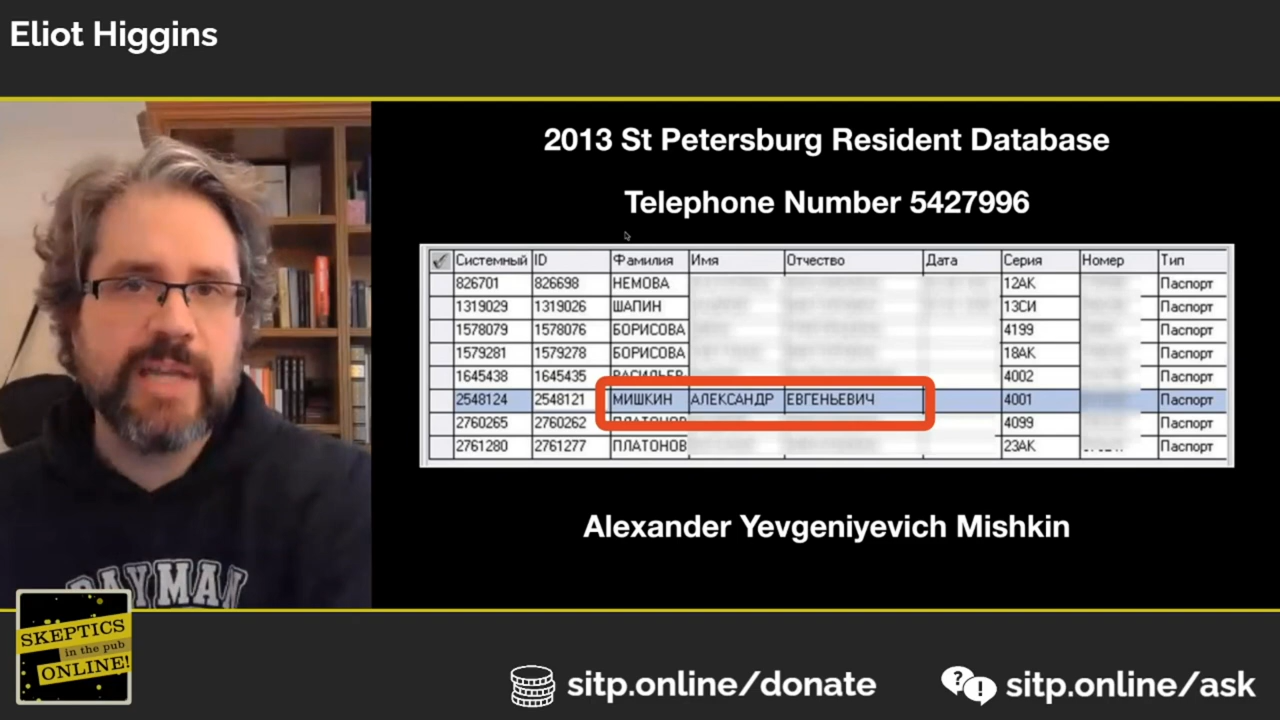 Eliot Higgins
2013 St Petersburg Resident Database
Telephone Number 5427996
Системный ID Фамилия Имя Отчество Дата Серия Номер Тип
826701 826698 НЕМОВА 12АК Паспорт
1319029 1319026 ШАПИН 13СИ Паспорт
1578079 1578076 БОРИСОВА 4199 Паспорт
1579281 1579278 БОРИСОВА 18АК Паспорт
1645438 1645435 ВАСИЛЬЕВ 4002 Паспорт
2548124 2548121 МИШКИН АЛЕКСАНДР ЕВГЕНЬЕВИЧ 4001 Паспорт
2760265 2760262 ПЛАТОНОВ 4099 Паспорт
2761280 2761277 ПЛАТОНОВ 23АК Паспорт
Alexander Yevgeniyevich Mishkin
SKEPTICS
in the pub
ONLINE!
sitp.online/donate
sitp.online/ask